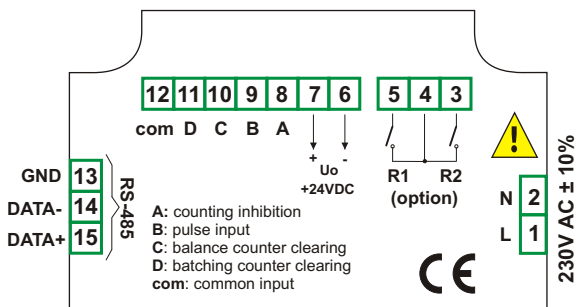 12 11 10 9 8 7 6 5 4 3
com D C B A
+ -
Uo
+24VDC
R1 R2
(option)
!
GND 13
DATA- 14
DATA+ 15
RS-485
A: counting inhibition
B: pulse input
C: balance counter clearing
D: batching counter clearing
com: common input
CE
N 2
L 1
230V AC ± 10%